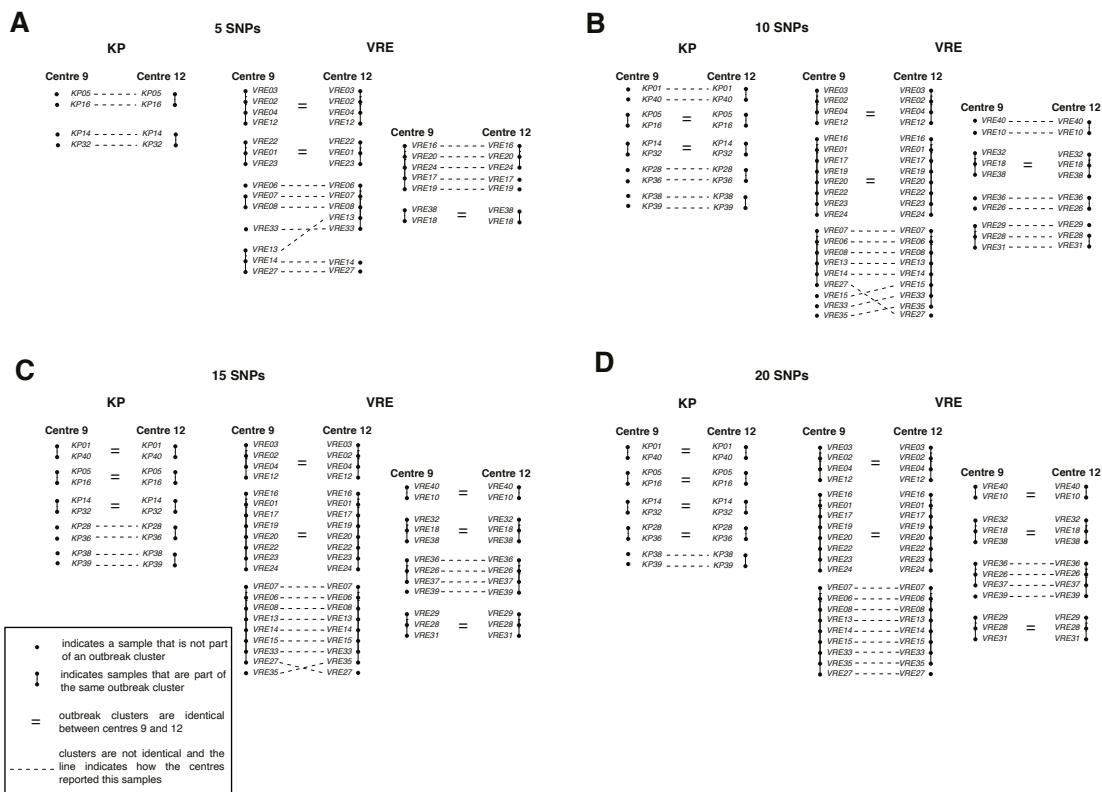 A
5 SNPs
KP
VRE
Centre 9 Centre 12
KP05 KP05
KP16 KP16
KP14 KP14
KP32 KP32
Centre 9 Centre 12
VRE03 VRE03
VRE02 = VRE02
VRE04 VRE04
VRE12 VRE12
VRE22 VRE22
VRE01 = VRE01
VRE23 VRE23
VRE06 VRE06
VRE07 VRE07
VRE08 VRE08
VRE13
VRE33 VRE33
VRE13
VRE14 VRE14
VRE27 VRE27
Centre 9 Centre 12
VRE16 VRE16
VRE20 VRE20
VRE24 VRE24
VRE17 VRE17
VRE19 VRE19
VRE38 = VRE38
VRE18 VRE18
B
10 SNPs
KP
VRE
Centre 9 Centre 12
KP01 KP01
KP40 KP40
KP05 = KP05
KP16 KP16
KP14 = KP14
KP32 KP32
KP28 KP28
KP36 KP36
KP38 KP38
KP39 KP39
Centre 9 Centre 12
VRE03 VRE03
VRE02 = VRE02
VRE04 VRE04
VRE12 VRE12
VRE16 VRE16
VRE01 VRE01
VRE17 VRE17
VRE19 VRE19
VRE20 = VRE20
VRE22 VRE22
VRE23 VRE23
VRE24 VRE24
VRE07 VRE07
VRE06 VRE06
VRE08 VRE08
VRE13 VRE13
VRE14 VRE14
VRE27 VRE15
VRE15 VRE33
VRE33 VRE35
VRE35 VRE27
Centre 9 Centre 12
VRE40 VRE40
VRE10 VRE10
VRE32 VRE32
VRE18 = VRE18
VRE38 VRE38
VRE36 VRE36
VRE26 VRE26
VRE29 VRE29
VRE28 VRE28
VRE31 VRE31
C
15 SNPs
KP
VRE
Centre 9 Centre 12
KP01 = KP01
KP40 KP40
KP05 = KP05
KP16 KP16
KP14 = KP14
KP32 KP32
KP28 KP28
KP36 KP36
KP38 KP38
KP39 KP39
Centre 9 Centre 12
VRE03 VRE03
VRE02 = VRE02
VRE04 VRE04
VRE12 VRE12
VRE16 VRE16
VRE01 VRE01
VRE17 VRE17
VRE19 VRE19
VRE20 = VRE20
VRE22 VRE22
VRE23 VRE23
VRE24 VRE24
VRE07 VRE07
VRE06 VRE06
VRE08 VRE08
VRE13 VRE13
VRE14 VRE14
VRE15 VRE15
VRE33 VRE33
VRE27 VRE35
VRE35 VRE27
Centre 9 Centre 12
VRE40 = VRE40
VRE10 VRE10
VRE32 VRE32
VRE18 = VRE18
VRE38 VRE38
VRE36 VRE36
VRE26 VRE26
VRE37 VRE37
VRE39 VRE39
VRE29 VRE29
VRE28 = VRE28
VRE31 VRE31
D
20 SNPs
KP
VRE
Centre 9 Centre 12
KP01 = KP01
KP40 KP40
KP05 = KP05
KP16 KP16
KP14 = KP14
KP32 KP32
KP28 = KP28
KP36 KP36
KP38 KP38
KP39 KP39
Centre 9 Centre 12
VRE03 VRE03
VRE02 = VRE02
VRE04 VRE04
VRE12 VRE12
VRE16 VRE16
VRE01 VRE01
VRE17 VRE17
VRE19 VRE19
VRE20 = VRE20
VRE22 VRE22
VRE23 VRE23
VRE24 VRE24
VRE07 VRE07
VRE06 VRE06
VRE08 VRE08
VRE13 VRE13
VRE14 VRE14
VRE15 VRE15
VRE33 VRE33
VRE35 VRE35
VRE27 VRE27
Centre 9 Centre 12
VRE40 = VRE40
VRE10 VRE10
VRE32 VRE32
VRE18 = VRE18
VRE38 VRE38
VRE36 VRE36
VRE26 VRE26
VRE37 VRE37
VRE39 VRE39
VRE29 VRE29
VRE28 = VRE28
VRE31 VRE31
indicates a sample that is not part
of an outbreak cluster
indicates samples that are part of
the same outbreak cluster
= outbreak clusters are identical
between centres 9 and 12
clusters are not identical and the
line indicates how the centres
reported this samples